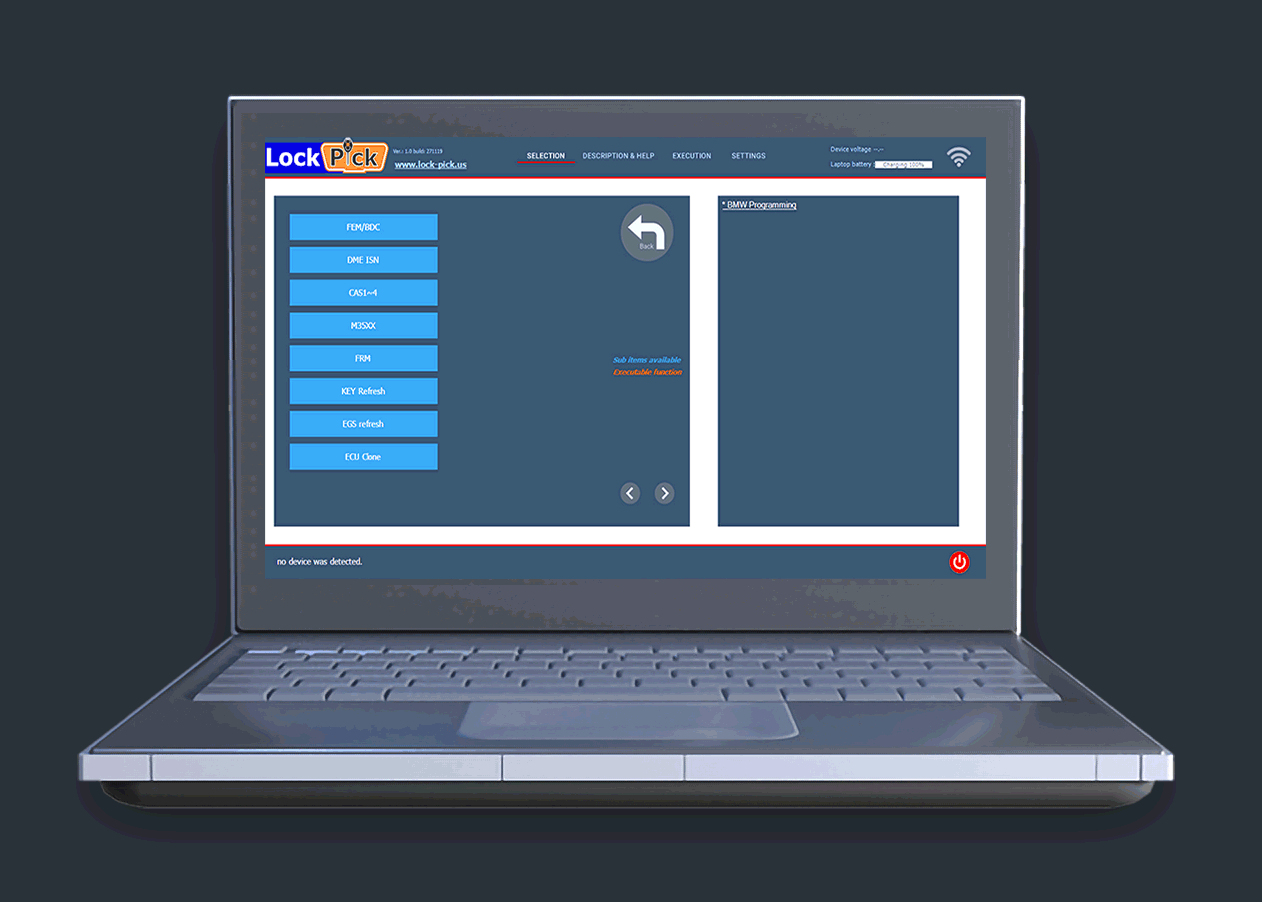 Lock Pick
Ver.: 1.0 build: 271119
www.lock-pick.us
SELECTION
DESCRIPTION & HELP
EXECUTION
SETTINGS
Device voltage --.--
Laptop battery : Charging 100%
FEM/BDC
DME ISN
CAS1~4
M35XX
FRM
KEY Refresh
EGS refresh
ECU Clone
Back
Sub items available
Executable function
* BMW Programming
no device was detected.